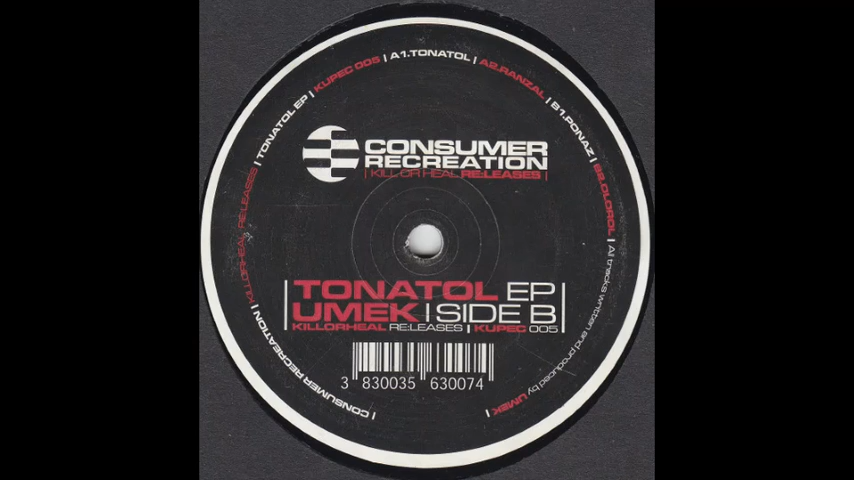 CONSUMER
RECREATION
| KILL OR HEAL RE:LEASES |
TONATOL EP
UMEK | SIDE B
KILLORHEAL RE:LEASES | KUPEC 005
3 830035 630074
| CONSUMER RECREATION | KILLORHEAL RE:LEASES | TONATOL EP | KUPEC 005 | A1.TONATOL | A2.RANZAL | B1.PONAZ | B2.OLOROL | All tracks written and produced by UMEK |